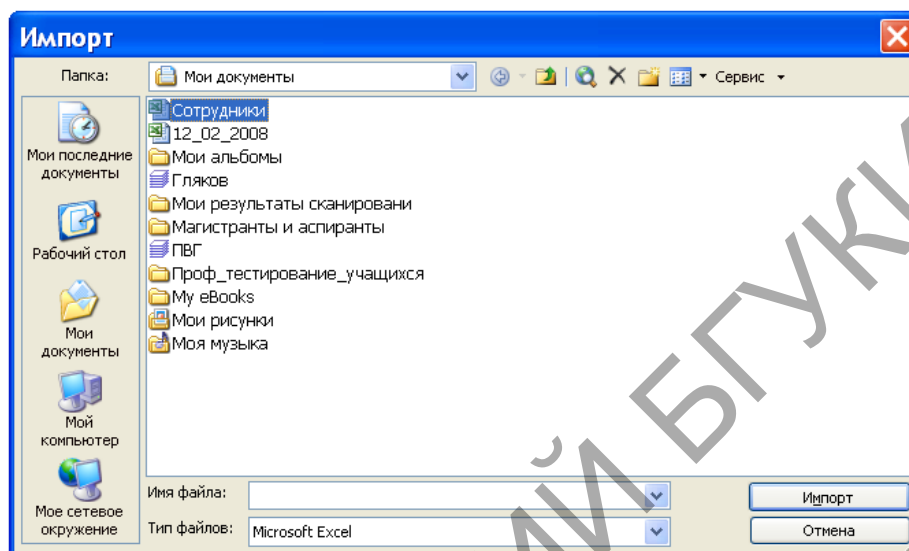 Импорт
Папка:
Мои документы
Сервис
Мои последние
документы
Рабочий стол
Мои
документы
Мой
компьютер
Мое сетевое
окружение
Сотрудники
12_02_2008
Мои альбомы
Гляков
Мои результаты сканировани
Магистранты и аспиранты
ПВГ
Проф_тестирование_учащихся
My eBooks
Мои рисунки
Моя музыка
Имя файла:
Импорт
Тип файлов:
Microsoft Excel
Отмена
ИЙ БГУКИ